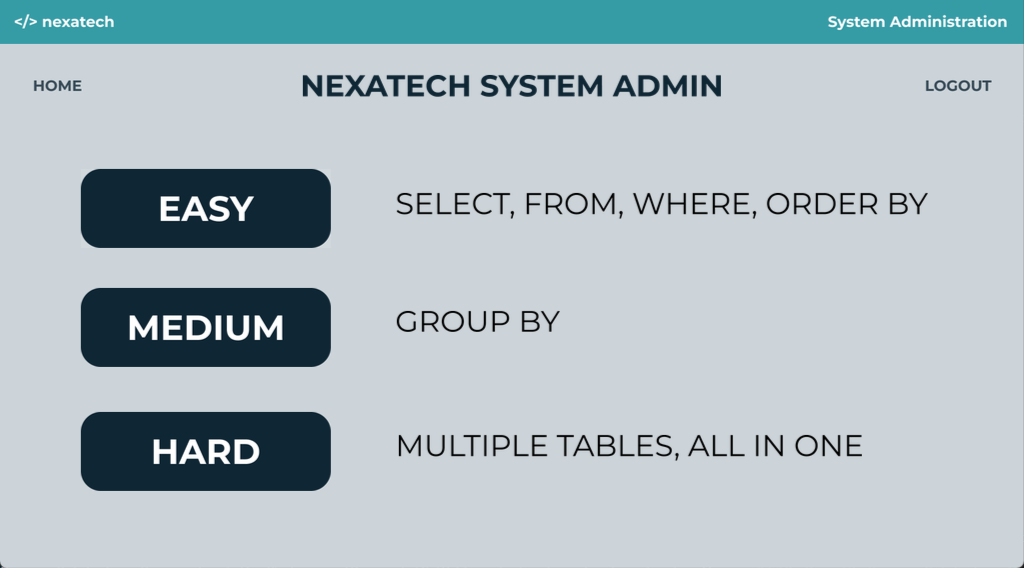 </> nexatech
System Administration
HOME
NEXATECH SYSTEM ADMIN
LOGOUT
EASY
SELECT, FROM, WHERE, ORDER BY
MEDIUM
GROUP BY
HARD
MULTIPLE TABLES, ALL IN ONE